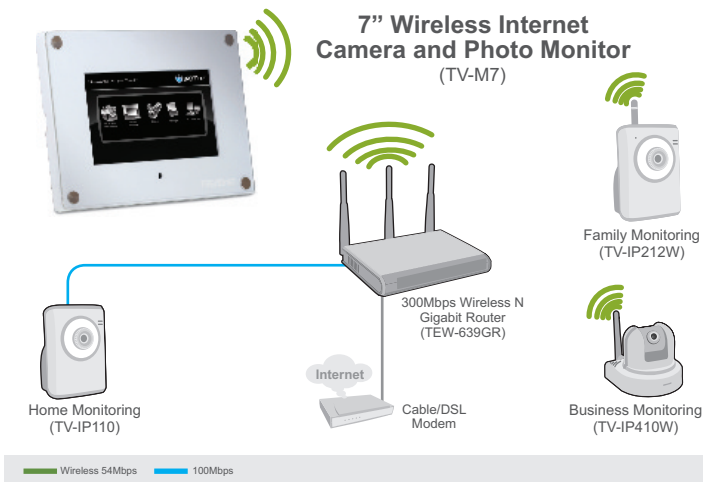 7” Wireless Internet
Camera and Photo Monitor
(TV-M7)
Family Monitoring
(TV-IP212W)
300Mbps Wireless N
Gigabit Router
(TEW-639GR)
Internet
Home Monitoring
(TV-IP110)
Cable/DSL
Modem
Business Monitoring
(TV-IP410W)
Wireless 54Mbps
100Mbps